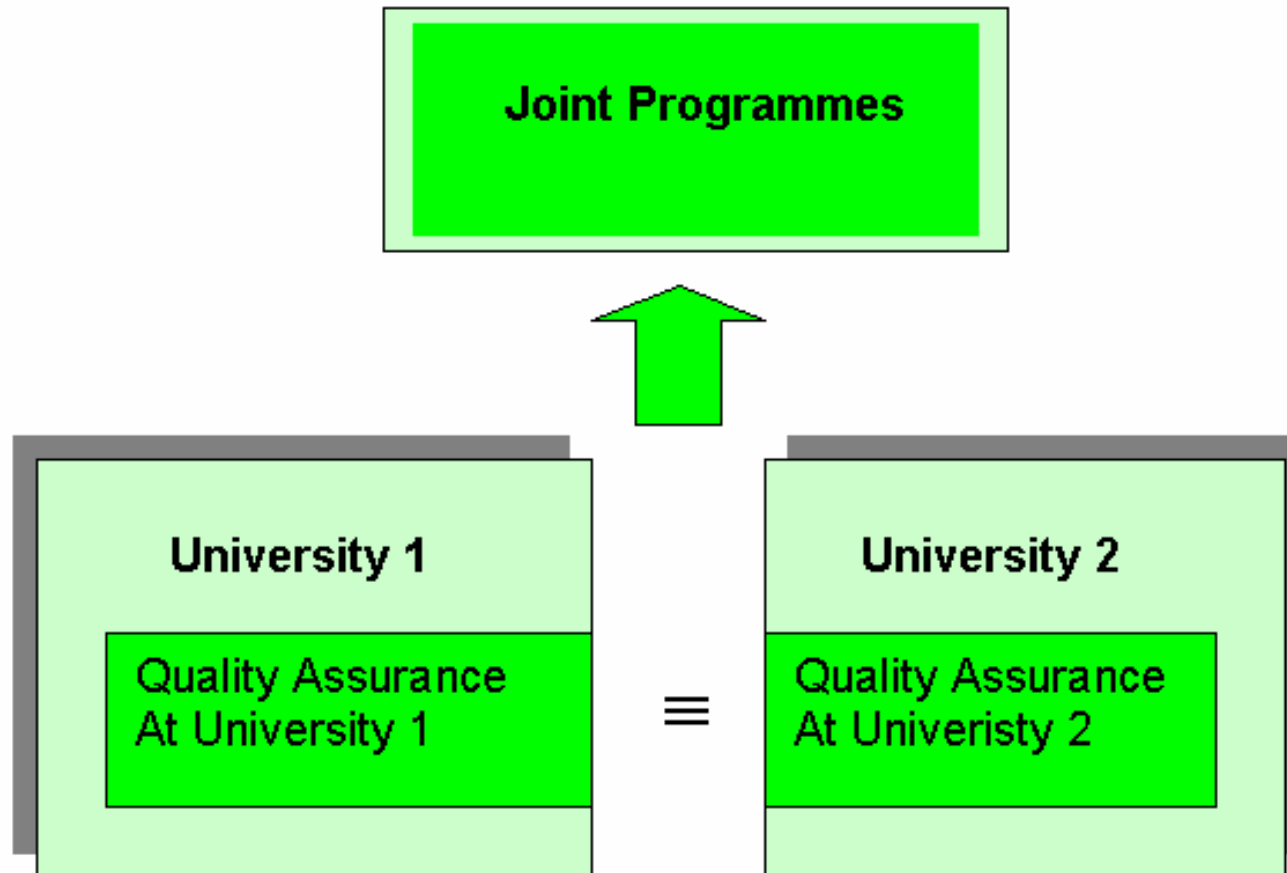 Joint Programmes
University 1
University 2
Quality Assurance
At University 1
≡
Quality Assurance
At Univeristy 2